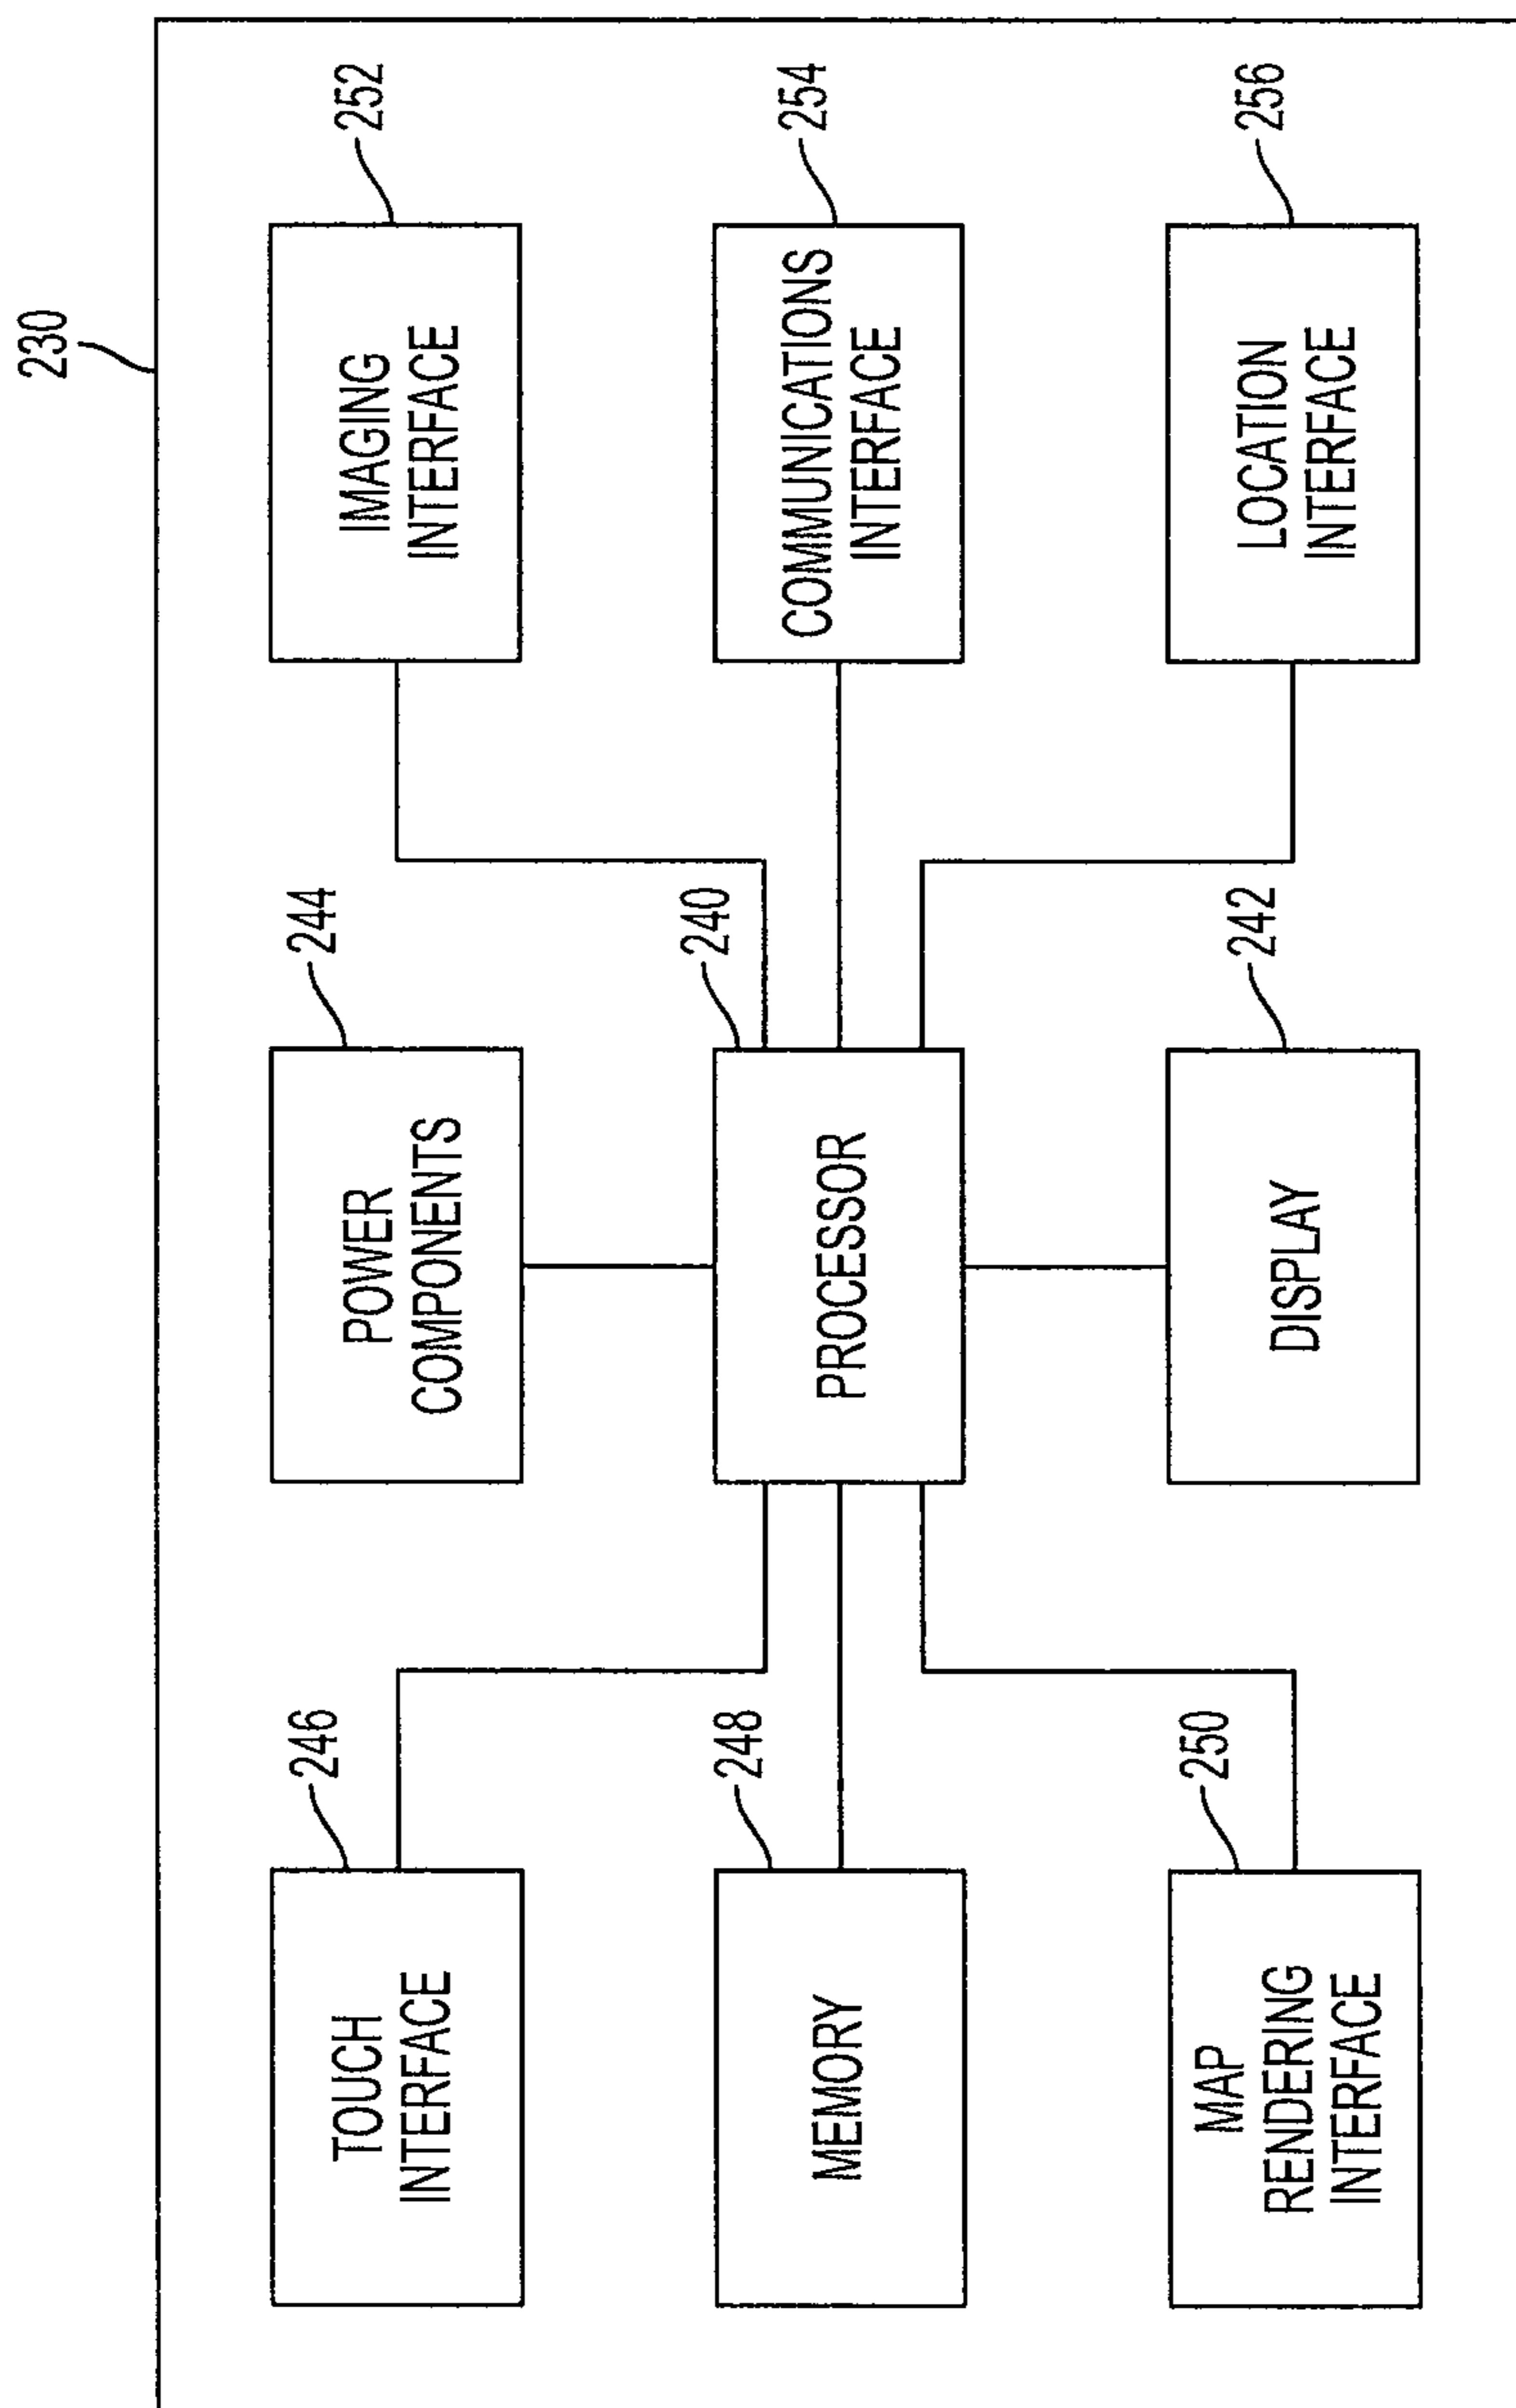 230
246
TOUCH
INTERFACE
244
POWER
COMPONENTS
252
IMAGING
INTERFACE
248
MEMORY
240
PROCESSOR
254
COMMUNICATIONS
INTERFACE
250
MAP
RENDERING
INTERFACE
242
DISPLAY
256
LOCATION
INTERFACE